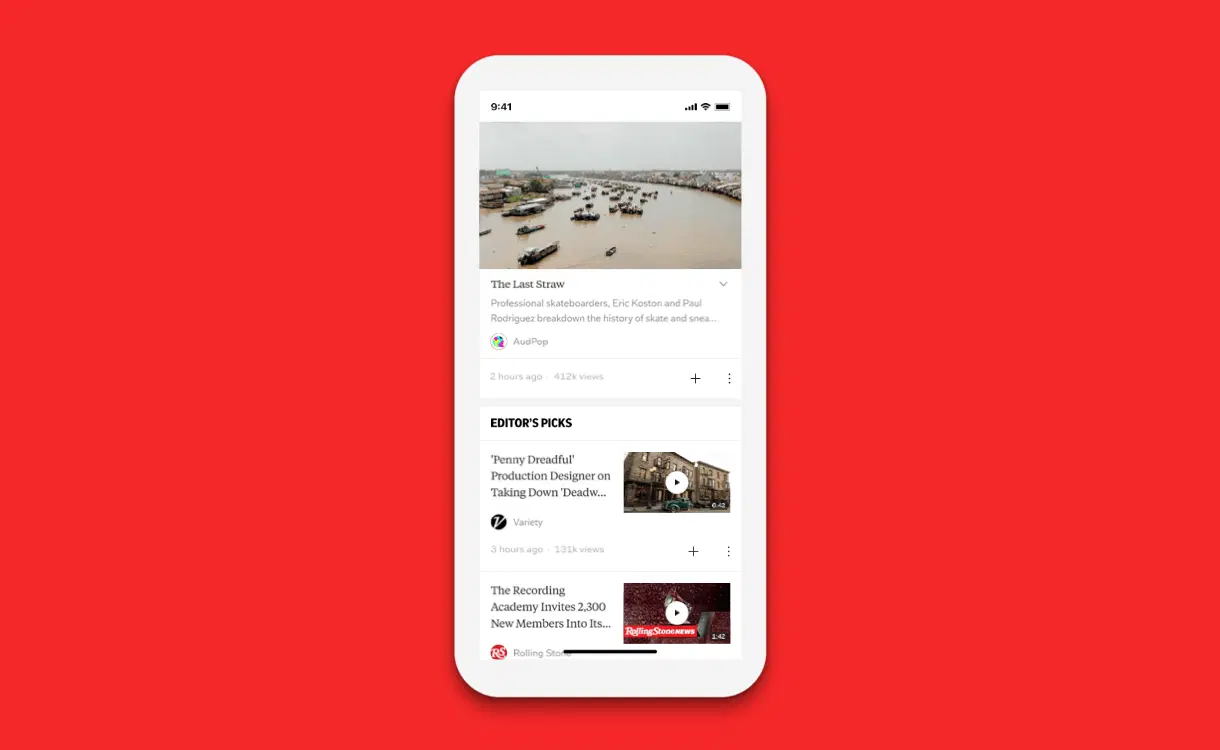 9:41
The Last Straw
Professional skateboarders, Eric Koston and Paul
Rodriguez breakdown the history of skate and snea...
AudPop
2 hours ago · 412k views
EDITOR'S PICKS
'Penny Dreadful'
Production Designer on
Taking Down 'Deadw...
6:42
Variety
3 hours ago · 131k views
The Recording
Academy Invites 2,300
New Members Into Its...
RollingStone NEWS
1:42
RS Rolling Stone